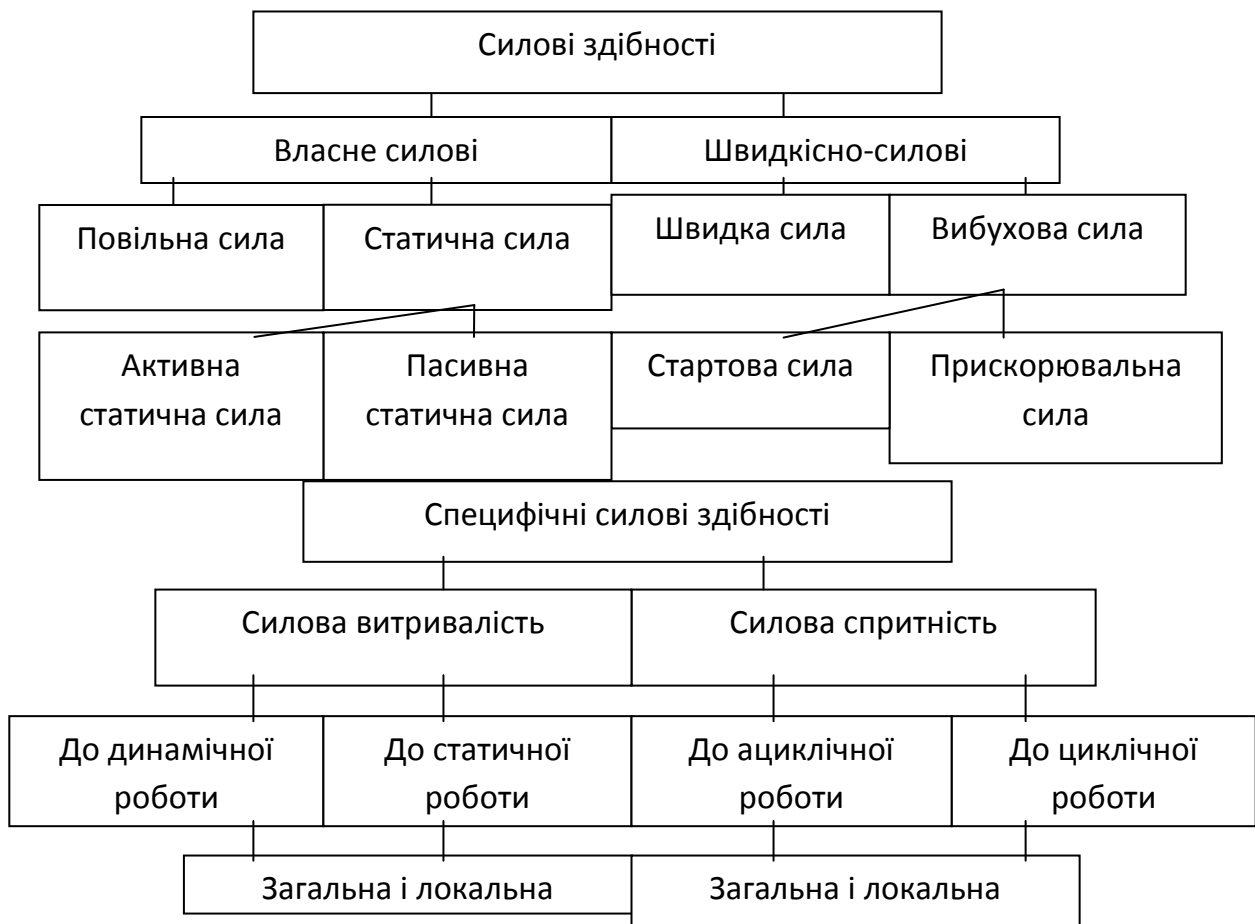 Силові здібності
Власне силові
Швидкісно-силові
Повільна сила
Статична сила
Швидка сила
Вибухова сила
Активна
статична сила
Пасивна
статична сила
Стартова сила
Прискорювальна
сила
Специфічні силові здібності
Силова витривалість
Силова спритність
До динамічної
роботи
До статичної
роботи
До ациклічної
роботи
До циклічної
роботи
Загальна і локальна
Загальна і локальна